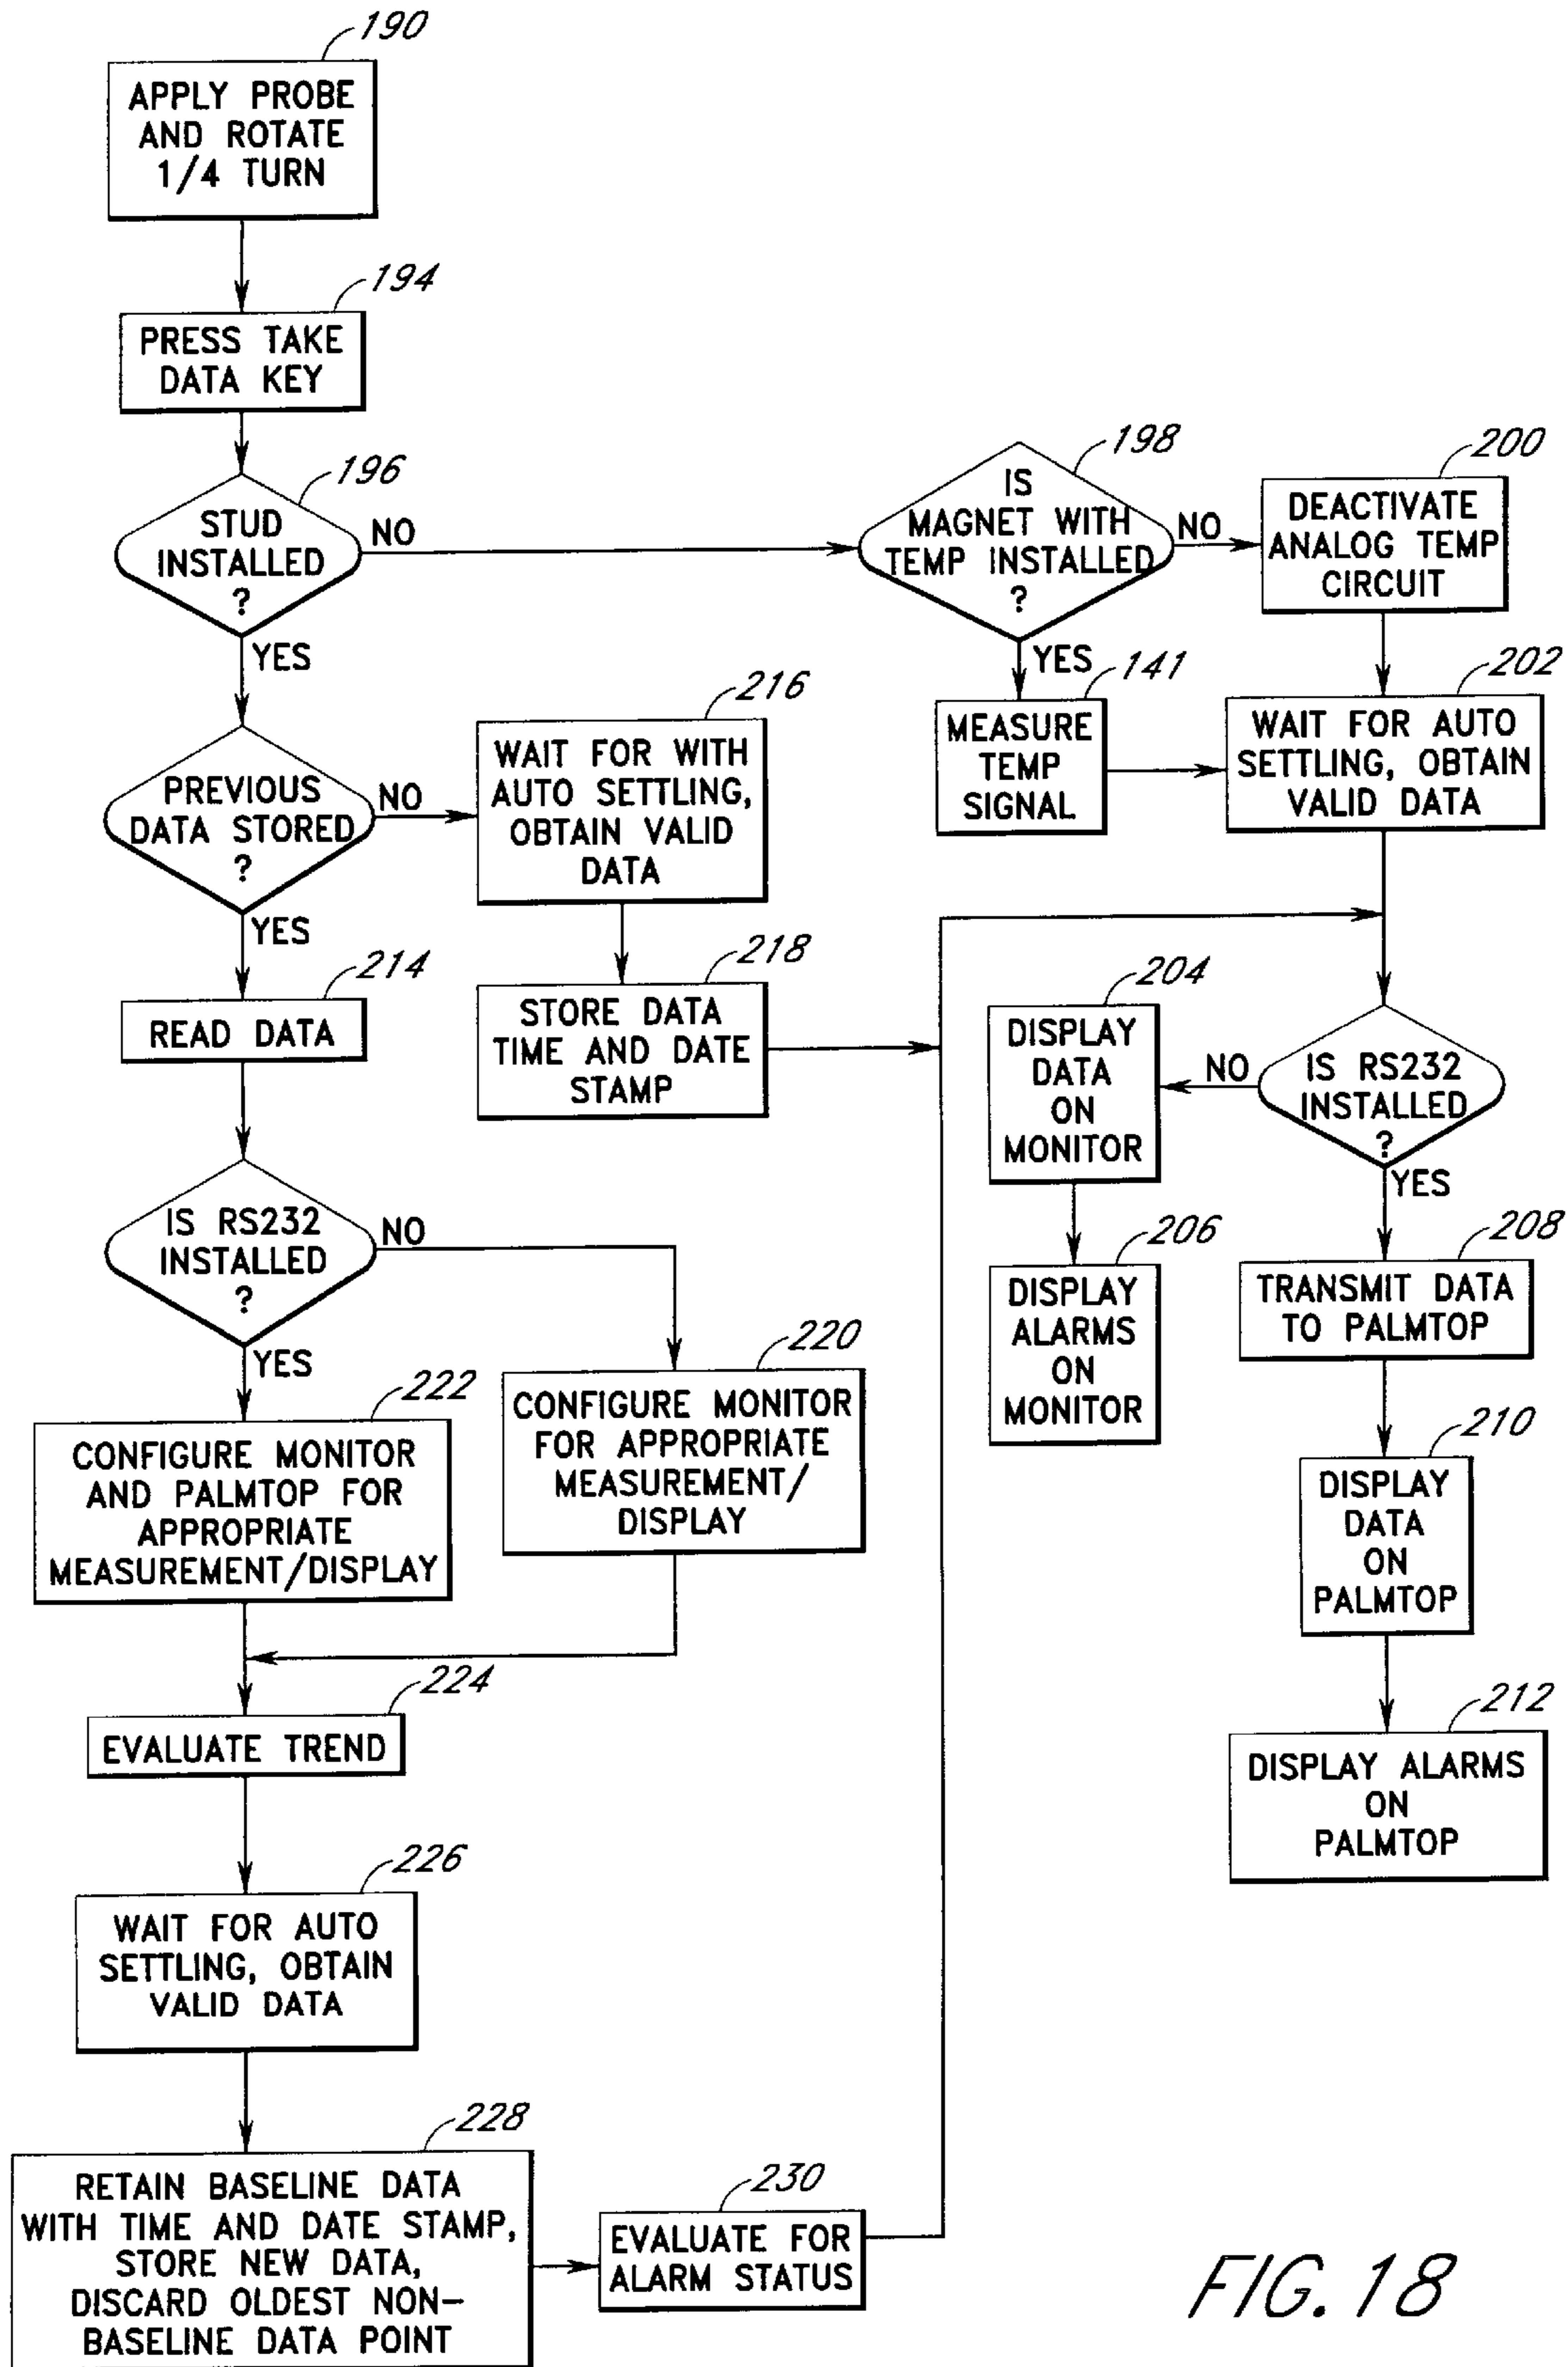 190
APPLY PROBE
AND ROTATE
1/4 TURN
194
PRESS TAKE
DATA KEY
196
STUD
INSTALLED
?
NO
YES
198
IS
MAGNET WITH
TEMP INSTALLED
?
NO
YES
200
DEACTIVATE
ANALOG TEMP
CIRCUIT
141
MEASURE
TEMP
SIGNAL
202
WAIT FOR AUTO
SETTLING, OBTAIN
VALID DATA
PREVIOUS
DATA STORED
?
NO
YES
216
WAIT FOR WITH
AUTO SETTLING,
OBTAIN VALID
DATA
218
STORE DATA
TIME AND DATE
STAMP
214
READ DATA
204
DISPLAY
DATA
ON
MONITOR
NO
IS RS232
INSTALLED
?
YES
206
DISPLAY
ALARMS
ON
MONITOR
208
TRANSMIT DATA
TO PALMTOP
210
DISPLAY
DATA
ON
PALMTOP
212
DISPLAY ALARMS
ON
PALMTOP
IS RS232
INSTALLED
?
NO
YES
220
CONFIGURE MONITOR
FOR APPROPRIATE
MEASUREMENT/
DISPLAY
222
CONFIGURE MONITOR
AND PALMTOP FOR
APPROPRIATE
MEASUREMENT/DISPLAY
224
EVALUATE TREND
226
WAIT FOR AUTO
SETTLING, OBTAIN
VALID DATA
228
RETAIN BASELINE DATA
WITH TIME AND DATE STAMP,
STORE NEW DATA,
DISCARD OLDEST NON-
BASELINE DATA POINT
230
EVALUATE FOR
ALARM STATUS
FIG. 18